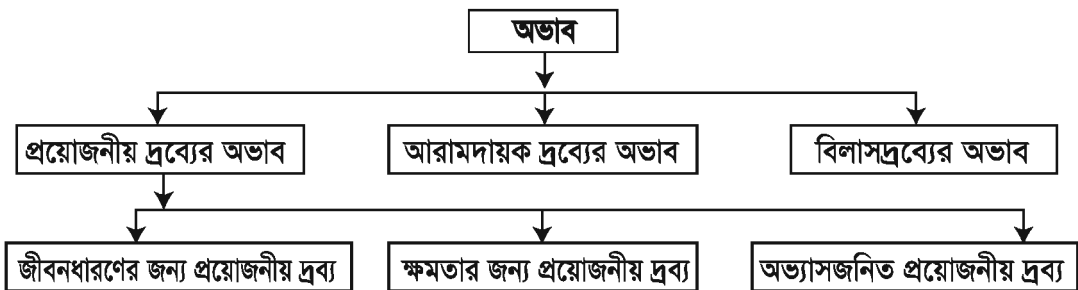 অভাব
প্রয়োজনীয় দ্রব্যের অভাব
আরামদায়ক দ্রব্যের অভাব
বিলাসদ্রব্যের অভাব
জীবনধারণের জন্য প্রয়োজনীয় দ্রব্য
ক্ষমতার জন্য প্রয়োজনীয় দ্রব্য
অভ্যাসজনিত প্রয়োজনীয় দ্রব্য